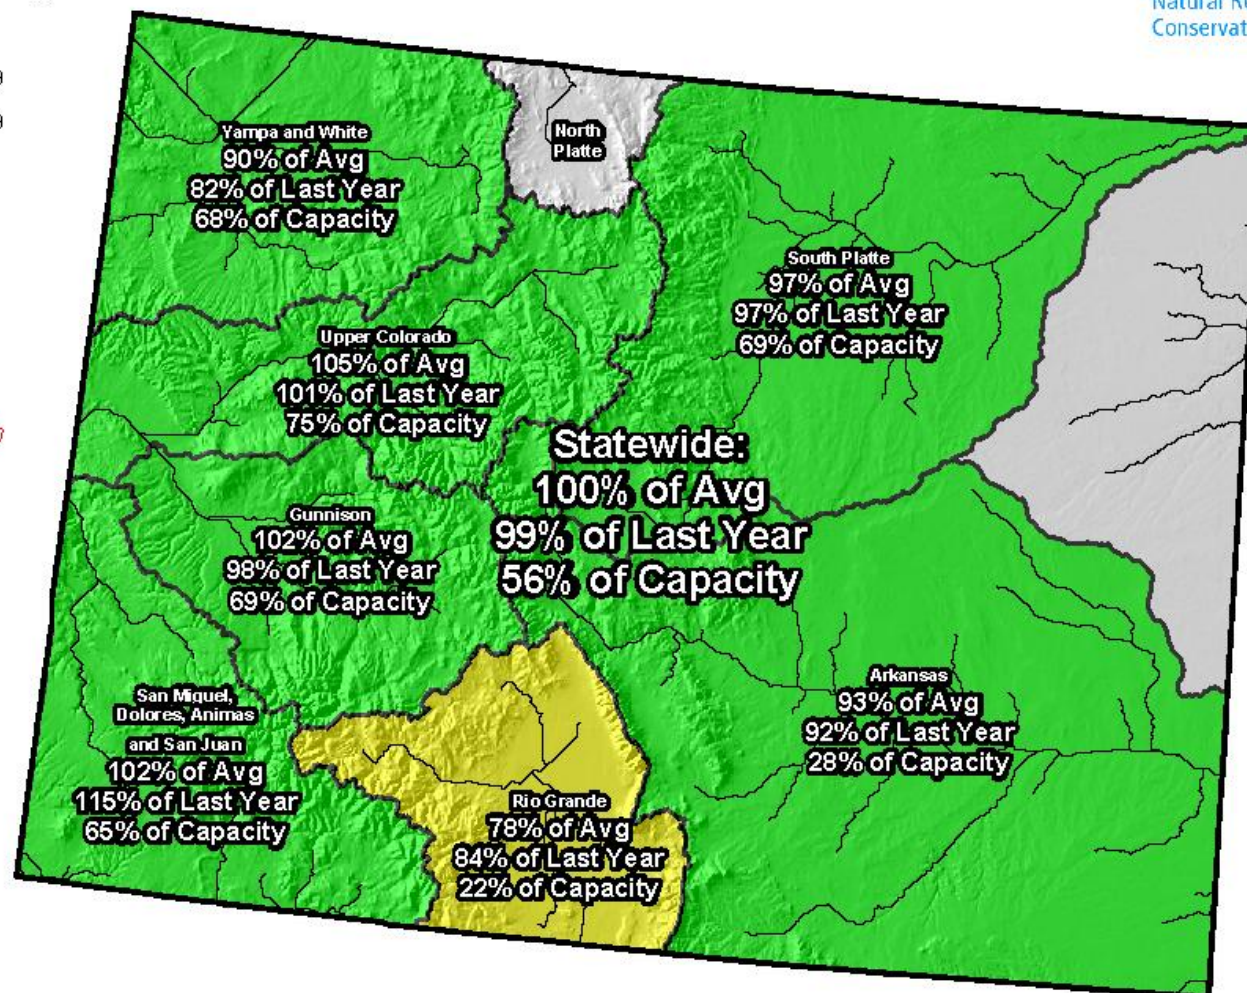 Natural
Conservat
Yampa and White
90% of Avg
82% of Last Year
68% of Capacity
North
Platte
South Platte
97% of Avg
97% of Last Year
69% of Capacity
Upper Colorado
105% of Avg
101% of Last Year
75% of Capacity
Statewide:
100% of Avg
99% of Last Year
56% of Capacity
Gunnison
102% of Avg
98% of Last Year
69% of Capacity
San Miguel,
Dolores, Animas
and San Juan
102% of Avg
115% of Last Year
65% of Capacity
Rio Grande
78% of Avg
84% of Last Year
22% of Capacity
Arkansas
93% of Avg
92% of Last Year
28% of Capacity